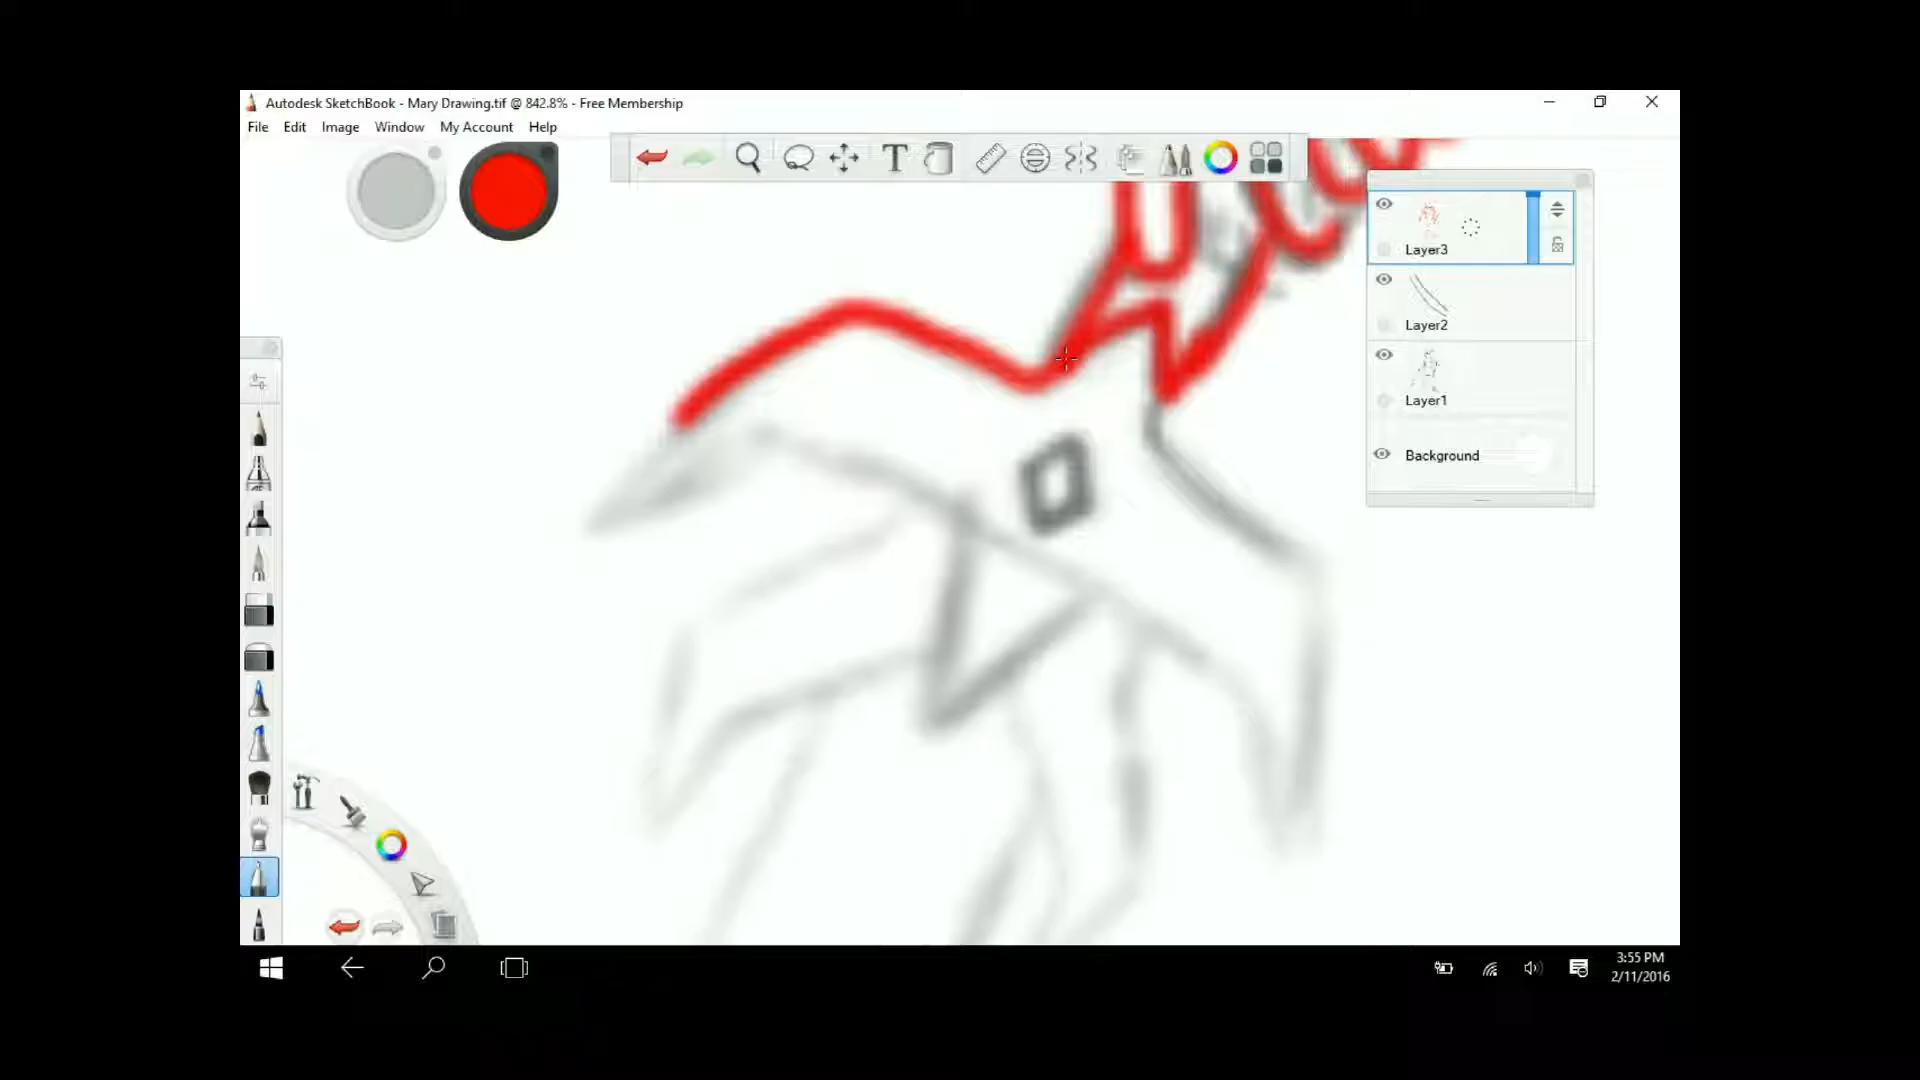 Autodesk SketchBook - Mary Drawing.tif @ 842.8% - Free Membership
File Edit Image Window My Account Help
T
Layer3
Layer2
Layer1
Background
3:55 PM
2/11/2016